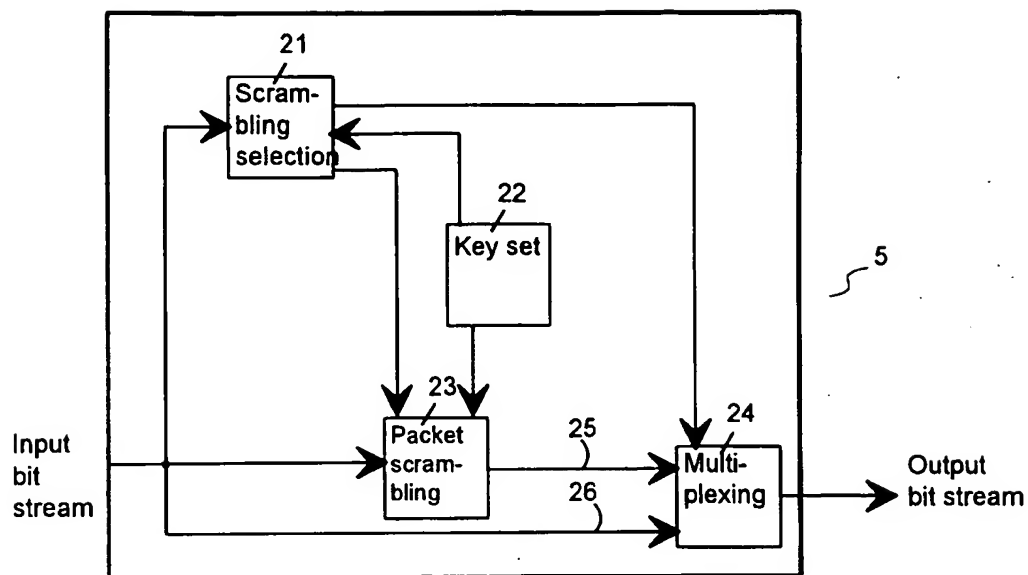 21
Scram-
bling
selection
22
Key set
5
23
Packet
scram-
bling
25
26
24
Multi-
plexing
Input
bit
stream
Output
bit stream